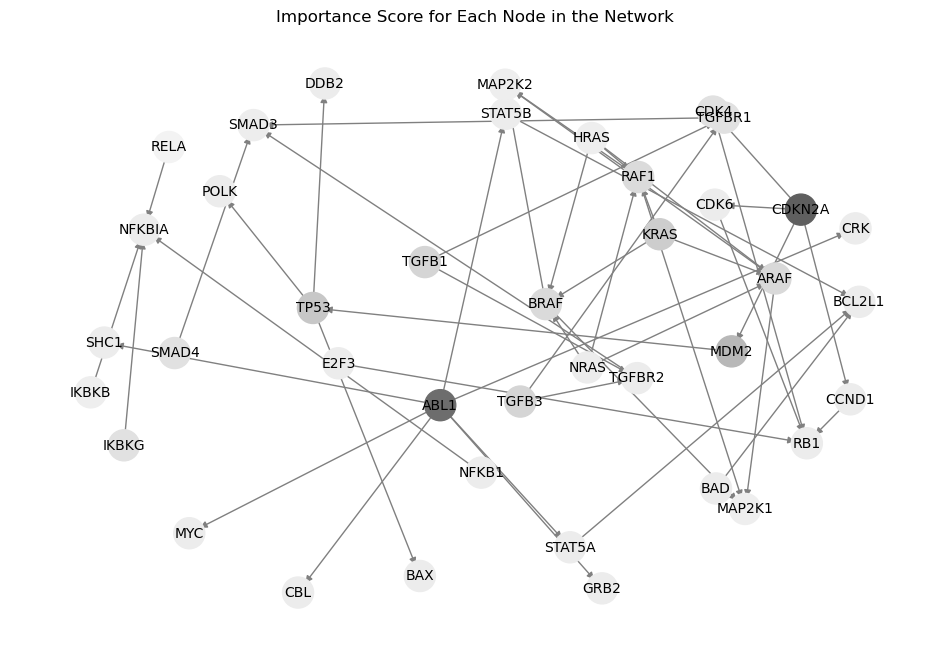 Importance Score for Each Node in the Network
DDB2
MAP2K2
CDK4
STAT5B
TGFBR1
SMAD3
HRAS
RELA
RAF1
POLK
CDK6
CDKN2A
NFKBIA
CRK
KRAS
TGFB1
ARAF
BCL2L1
BRAF
TP53
SHC1
SMAD4
MDM2
E2F3
NRAS
TGFBR2
IKBKB
CCND1
ABL1
TGFB3
IKBKG
RB1
NFKB1
BAD
MAP2K1
MYC
STAT5A
BAX
GRB2
CBL